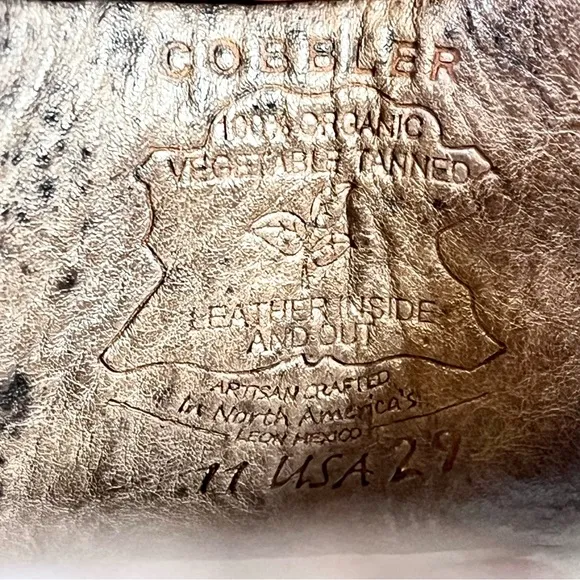 COBBLER
100% ORGANIC
VEGETABLE TANNED
LEATHER INSIDE
AND OUT
ARTISAN CRAFTED
In North America's
LEON MEXICO
11 USA 29